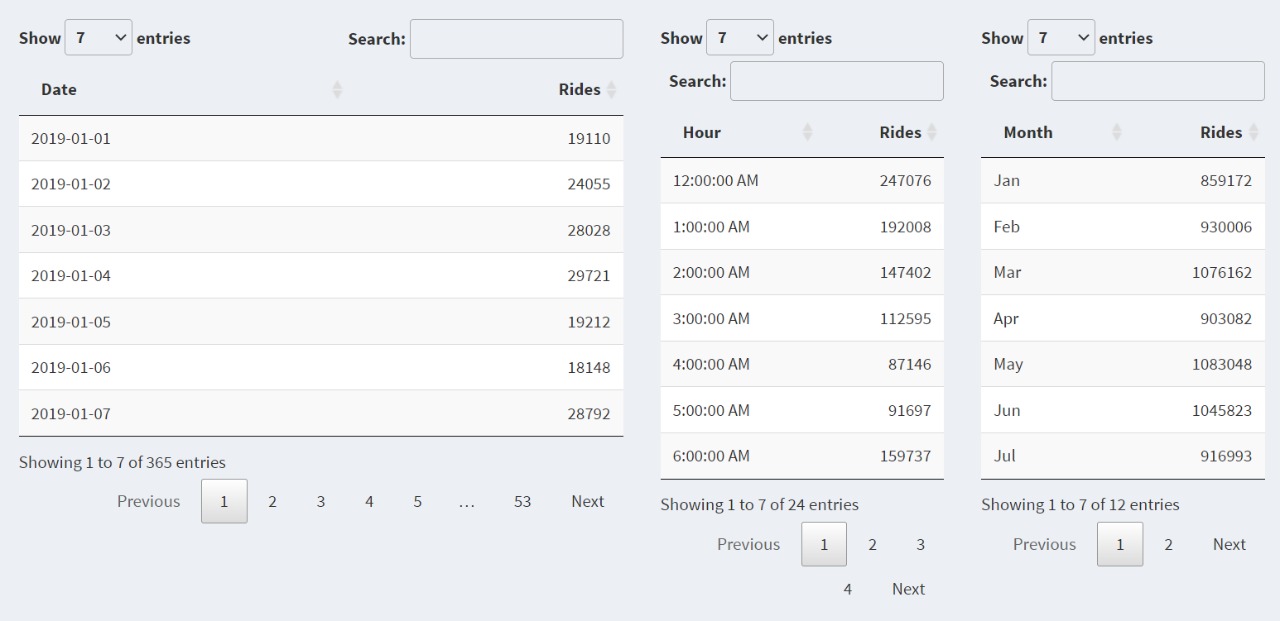 Show 7 entries
Search:
Date Rides
2019-01-01 19110
2019-01-02 24055
2019-01-03 28028
2019-01-04 29721
2019-01-05 19212
2019-01-06 18148
2019-01-07 28792
Showing 1 to 7 of 365 entries
Previous 1 2 3 4 5 … 53 Next
Show 7 entries
Search:
Hour Rides
12:00:00 AM 247076
1:00:00 AM 192008
2:00:00 AM 147402
3:00:00 AM 112595
4:00:00 AM 87146
5:00:00 AM 91697
6:00:00 AM 159737
Showing 1 to 7 of 24 entries
Previous 1 2 3
4 Next
Show 7 entries
Search:
Month Rides
Jan 859172
Feb 930006
Mar 1076162
Apr 903082
May 1083048
Jun 1045823
Jul 916993
Showing 1 to 7 of 12 entries
Previous 1 2 Next